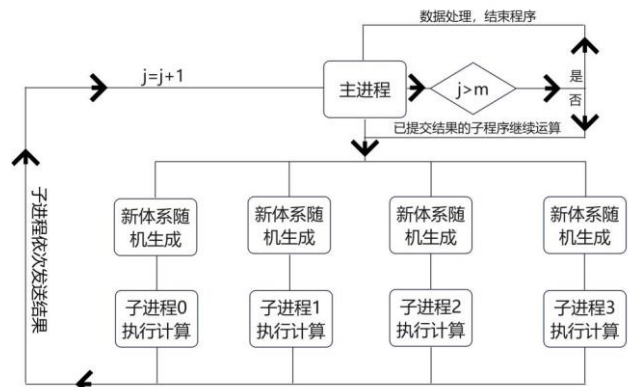 数据处理，结束程序
j=j+1
主进程
j>m
是
否
已提交结果的子程序继续运算
子进程依次发送结果
新体系随
机生成
新体系随
机生成
新体系随
机生成
新体系随
机生成
子进程0
执行计算
子进程1
执行计算
子进程2
执行计算
子进程3
执行计算